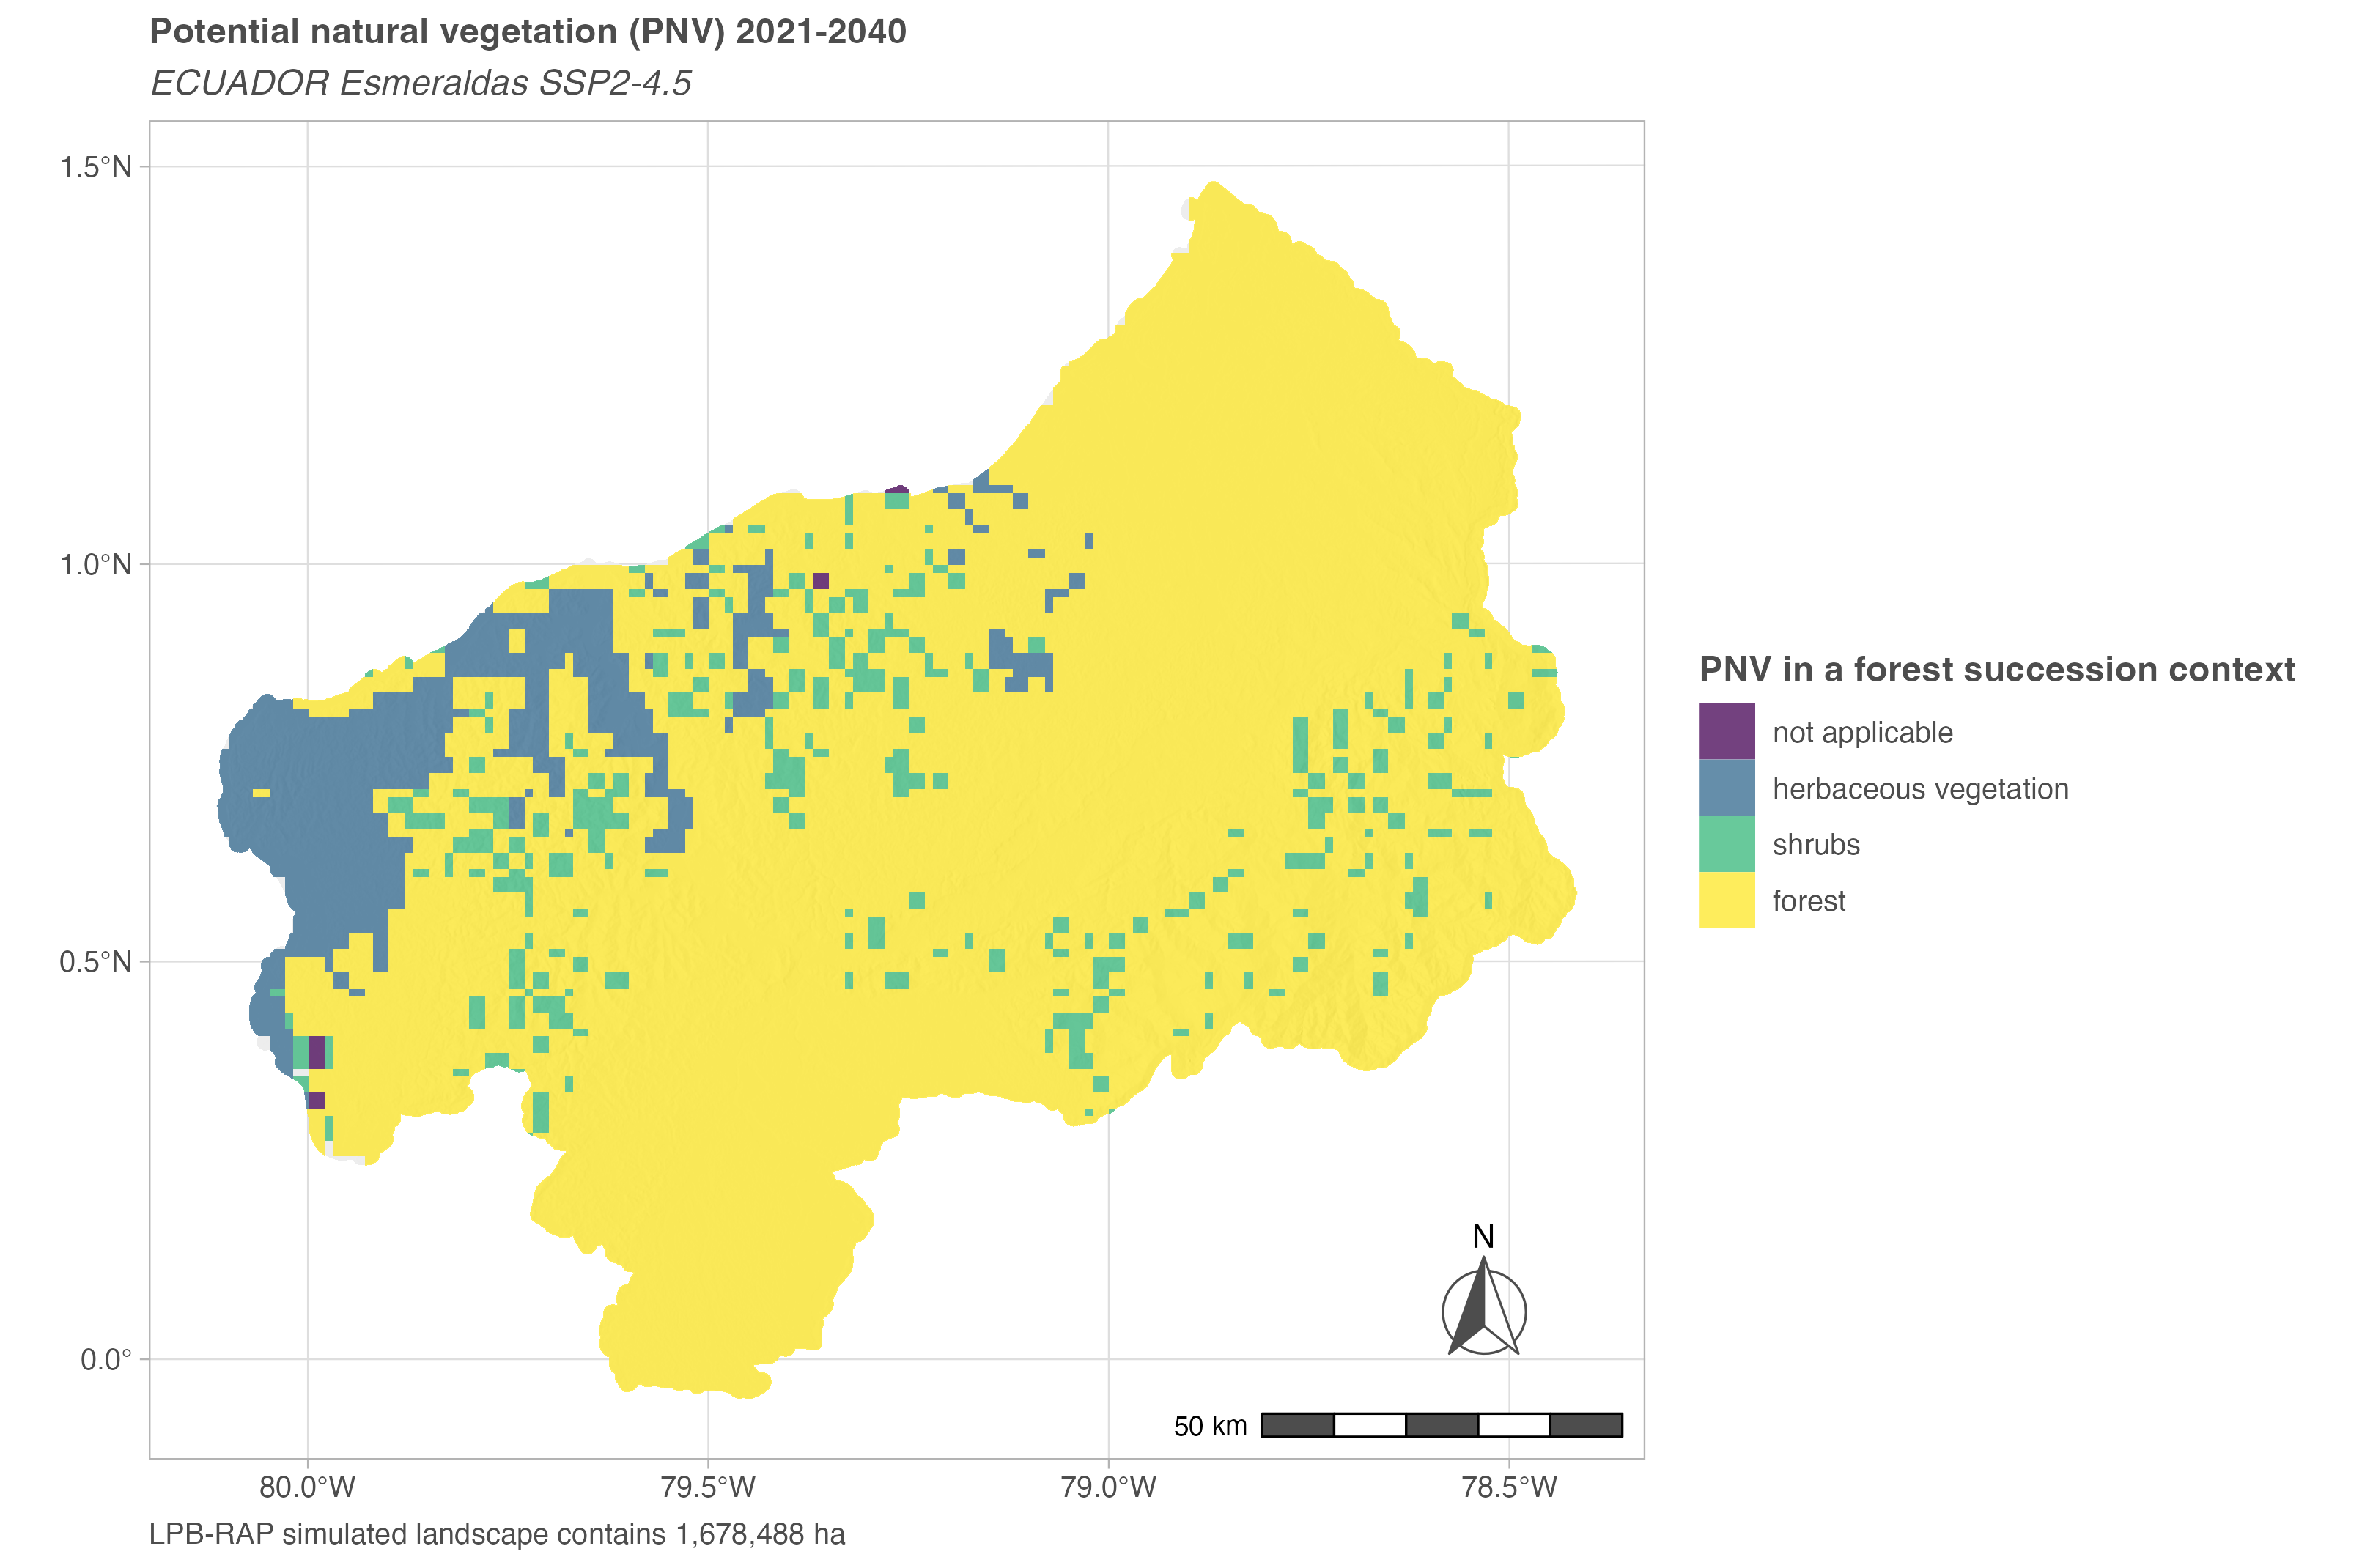 Potential natural vegetation (PNV) 2021-2040
ECUADOR Esmeraldas SSP2-4.5
1.5°N
1.0°N
0.5°N
0.0°
80.0°W
79.5°W
79.0°W
78.5°W
N
50 km
PNV in a forest succession context
not applicable
herbaceous vegetation
shrubs
forest
LPB-RAP simulated landscape contains 1,678,488 ha